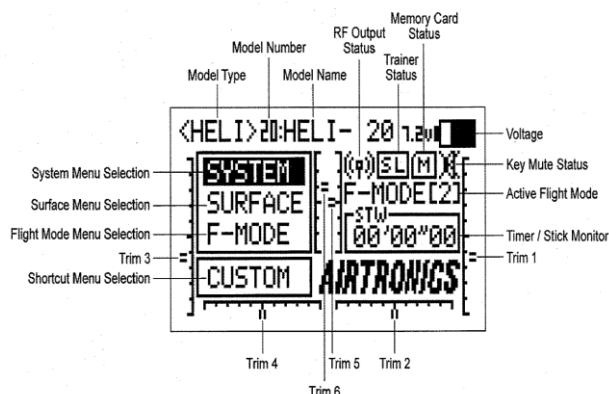 Memory Card
Status
RF Output
Status
Model Number
Trainer
Status
Model Type
Model Name
<HELI>20:HELI- 20 7.2v
Voltage
System Menu Selection
SYSTEM
SL
M
Key Mute Status
Surface Menu Selection
SURFACE
F-MODE[2]
Active Flight Mode
Flight Mode Menu Selection
F-MODE
STW
00'00"00
Timer / Stick Monitor
Trim 3
Trim 1
Shortcut Menu Selection
CUSTOM
AIRTRONICS
Trim 4
Trim 5
Trim 2
Trim 6